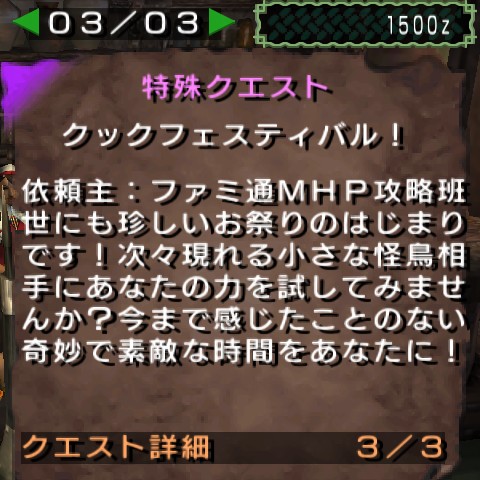 03/03
1500z
特殊クエスト
クックフェスティバル！
依頼主：ファミ通MHP攻略班
世にも珍しいお祭りのはじまり
です！次々現れる小さな怪鳥相
手にあなたの力を試してみませ
んか？今まで感じたことのない
奇妙で素敵な時間をあなたに！
クエスト詳細 3／3